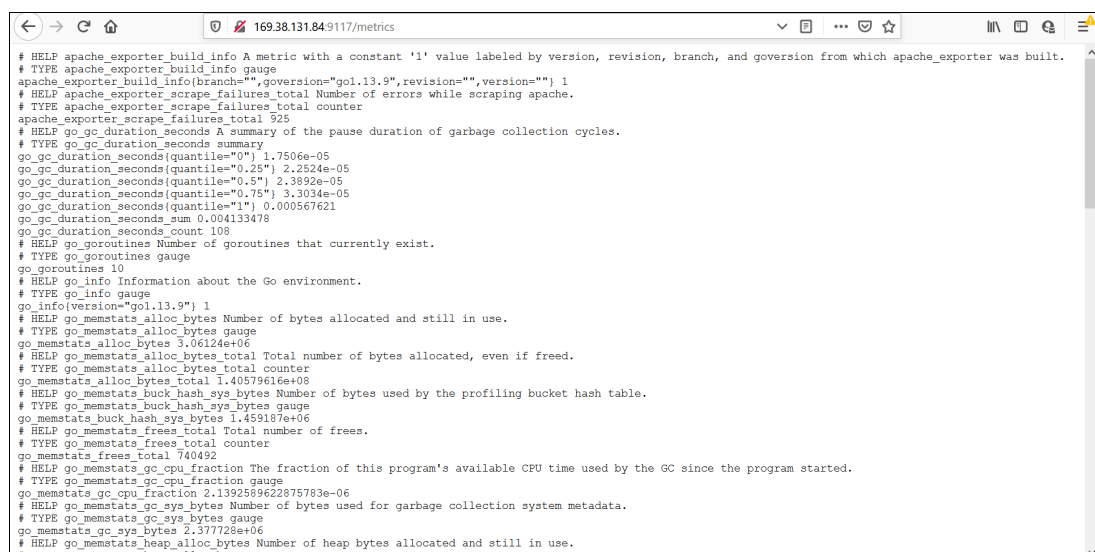 169.38.131.84:9117/metrics
# HELP apache_exporter_build_info A metric with a constant '1' value labeled by version, revision, branch, and goversion from which apache_exporter was built.
# TYPE apache_exporter_build_info gauge
apache_exporter_build_info{branch="",goversion="go1.13.9",revision="",version=""} 1
# HELP apache_exporter_scrape_failures_total Number of errors while scraping apache.
# TYPE apache_exporter_scrape_failures_total counter
apache_exporter_scrape_failures_total 925
# HELP go_gc_duration_seconds A summary of the pause duration of garbage collection cycles.
# TYPE go_gc_duration_seconds summary
go_gc_duration_seconds{quantile="0"} 1.7506e-05
go_gc_duration_seconds{quantile="0.25"} 2.2524e-05
go_gc_duration_seconds{quantile="0.5"} 2.3892e-05
go_gc_duration_seconds{quantile="0.75"} 3.3034e-05
go_gc_duration_seconds{quantile="1"} 0.000567621
go_gc_duration_seconds_sum 0.004133478
go_gc_duration_seconds_count 108
# HELP go_goroutines Number of goroutines that currently exist.
# TYPE go_goroutines gauge
go_goroutines 10
# HELP go_info Information about the Go environment.
# TYPE go_info gauge
go_info{version="go1.13.9"} 1
# HELP go_memstats_alloc_bytes Number of bytes allocated and still in use.
# TYPE go_memstats_alloc_bytes gauge
go_memstats_alloc_bytes 3.06124e+06
# HELP go_memstats_alloc_bytes_total Total number of bytes allocated, even if freed.
# TYPE go_memstats_alloc_bytes_total counter
go_memstats_alloc_bytes_total 1.40579616e+08
# HELP go_memstats_buck_hash_sys_bytes Number of bytes used by the profiling bucket hash table.
# TYPE go_memstats_buck_hash_sys_bytes gauge
go_memstats_buck_hash_sys_bytes 1.459187e+06
# HELP go_memstats_frees_total Total number of frees.
# TYPE go_memstats_frees_total counter
go_memstats_frees_total 740492
# HELP go_memstats_gc_cpu_fraction The fraction of this program's available CPU time used by the GC since the program started.
# TYPE go_memstats_gc_cpu_fraction gauge
go_memstats_gc_cpu_fraction 2.1392589622875783e-06
# HELP go_memstats_gc_sys_bytes Number of bytes used for garbage collection system metadata.
# TYPE go_memstats_gc_sys_bytes gauge
go_memstats_gc_sys_bytes 2.377728e+06
# HELP go_memstats_heap_alloc_bytes Number of heap bytes allocated and still in use.